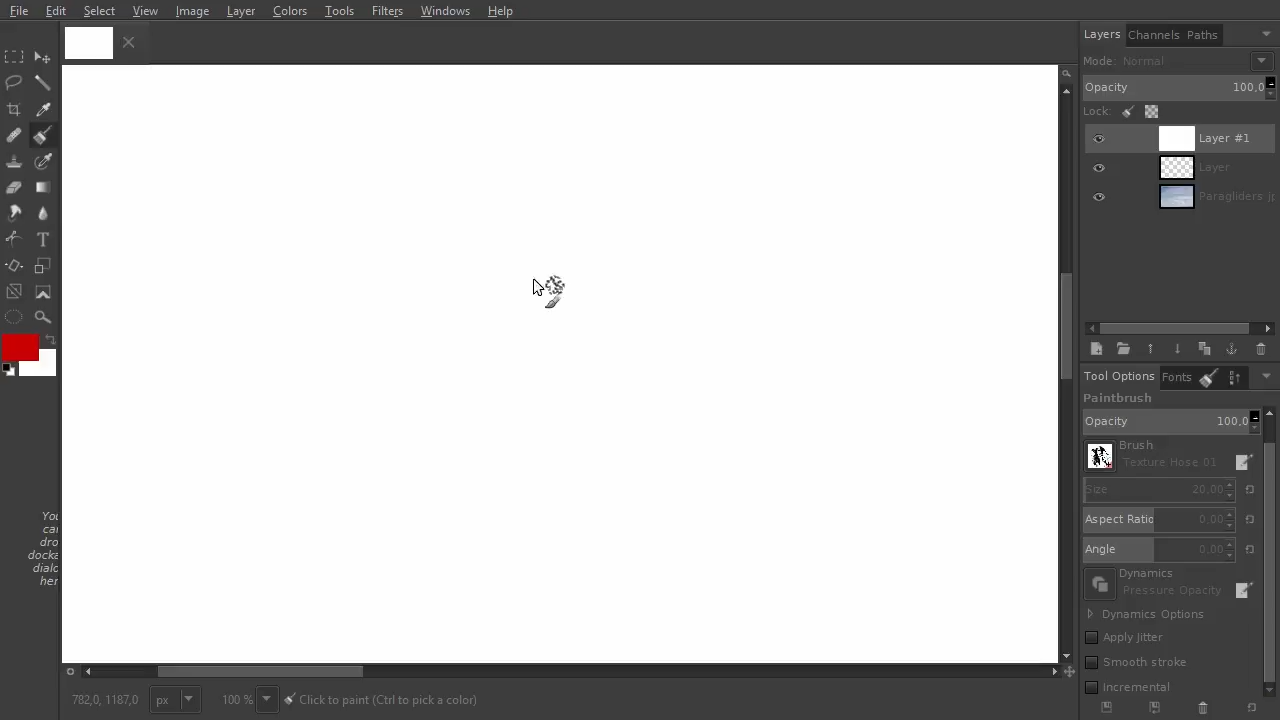 File Edit Select View Image Layer Colors Tools Filters Windows Help
Layers Channels Paths
Mode: Normal
Opacity 100,0
Lock:
Layer #1
Layer
Paragliders
Tool Options Fonts
Paintbrush
Opacity 100,0
Brush
Texture Hose 01
Size 20,00
Aspect Ratio 0,00
Angle 0,00
Dynamics
Pressure Opacity
Dynamics Options
Apply Jitter
Smooth stroke
Incremental
You
can
dro
docka
dialo
her
782,0, 1187,0 px 100 % Click to paint (Ctrl to pick a color)